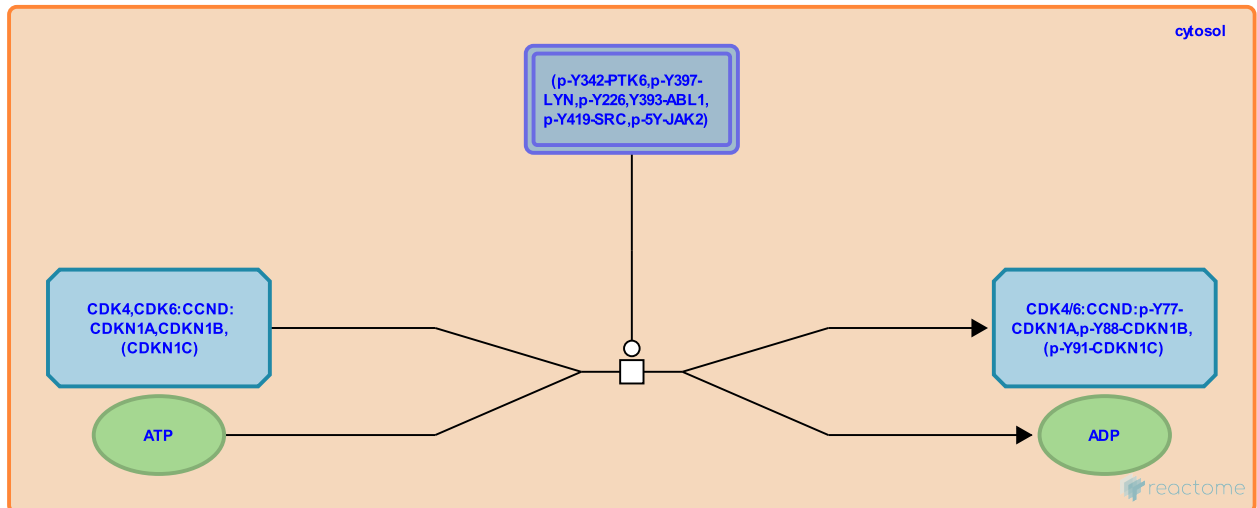 cytosol
(p-Y342-PTK6,p-Y397-
LYN,p-Y226,Y393-ABL1,
p-Y419-SRC,p-5Y-JAK2)
CDK4,CDK6:CCND:
CDKN1A,CDKN1B,
(CDKN1C)
CDK4/6:CCND:p-Y77-
CDKN1A,p-Y88-CDKN1B,
(p-Y91-CDKN1C)
ATP
ADP
reactome